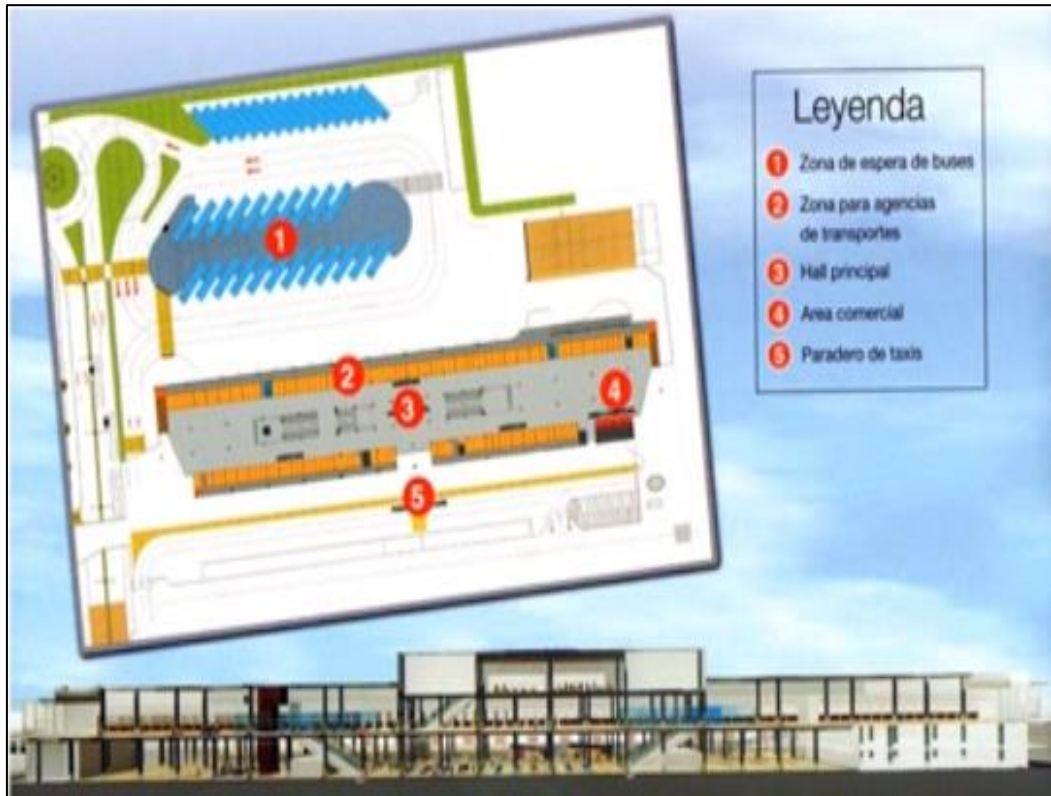 Leyenda
1 Zona de espera de buses
2 Zona para agencias
de transportes
3 Hall principal
4 Area comercial
5 Paradero de taxis
1
2
3
4
5